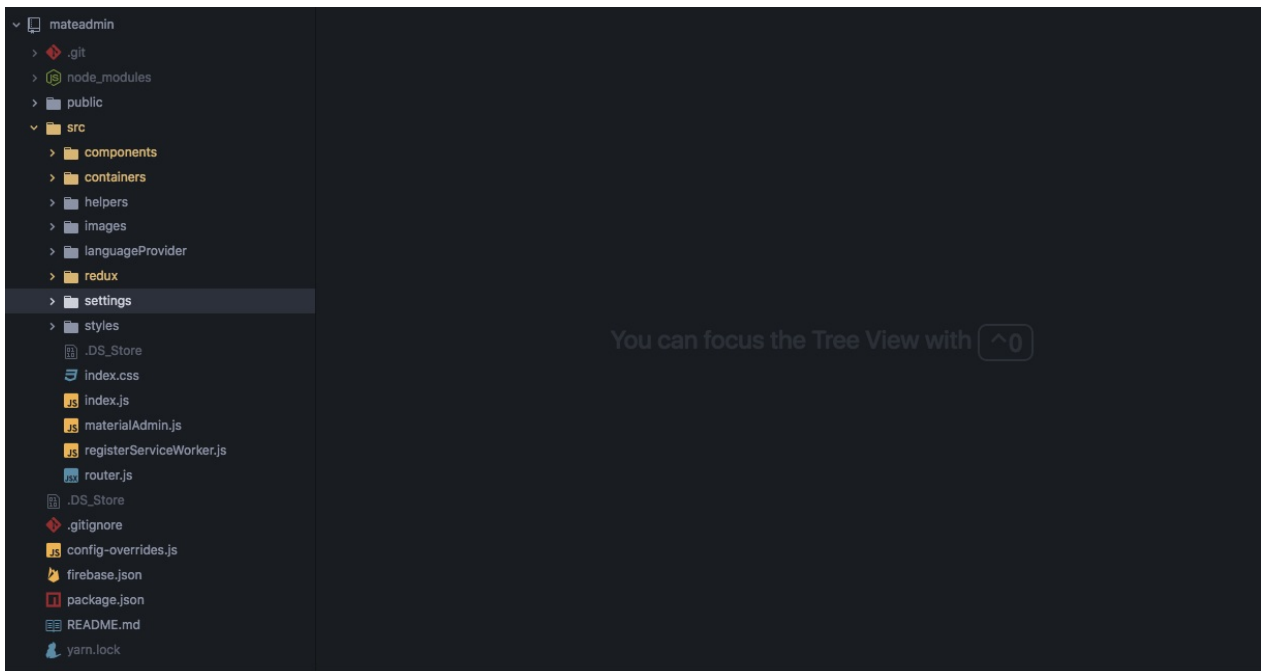 mateadmin
.git
node_modules
public
src
components
containers
helpers
images
languageProvider
redux
settings
styles
.DS_Store
index.css
index.js
materialAdmin.js
registerServiceWorker.js
router.js
.DS_Store
.gitignore
config-overrides.js
firebase.json
package.json
README.md
yarn.lock
You can focus the Tree View with ^0